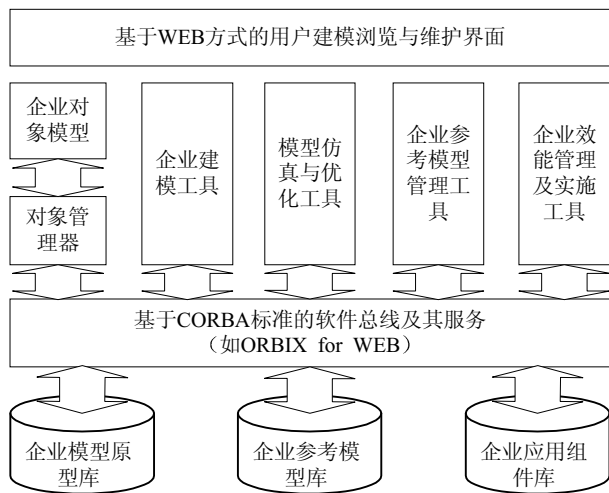 基于WEB方式的用户建模浏览与维护界面
企业对
象模型
对象管
理器
企业建
模工具
模型仿
真与优
化工具
企业参
考模型
管理工
具
企业效
能管理
及实施
工具
基于CORBA标准的软件总线及其服务
（如ORBIX for WEB）
企业模型原
型库
企业参考模
型库
企业应用组
件库